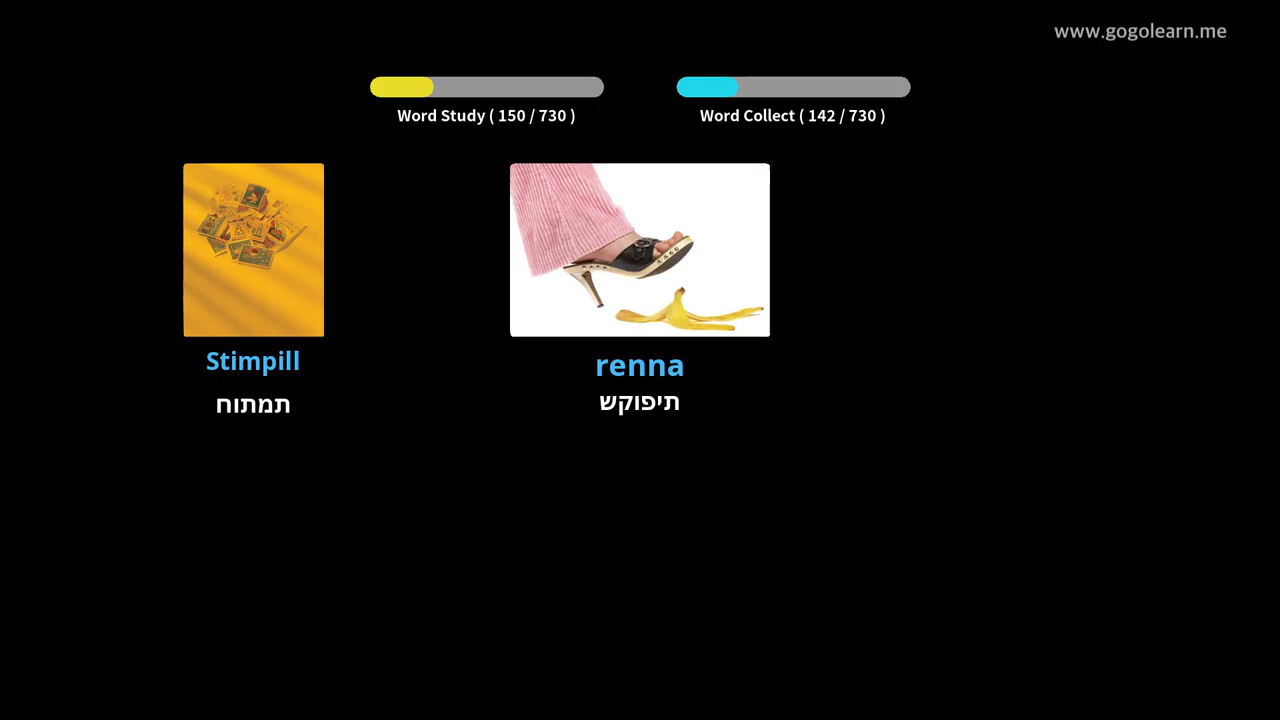 www.gogolearn.me
Word Study ( 150 / 730 )
Word Collect ( 142 / 730 )
Stimpill
תמתוח
renna
תיפוקש